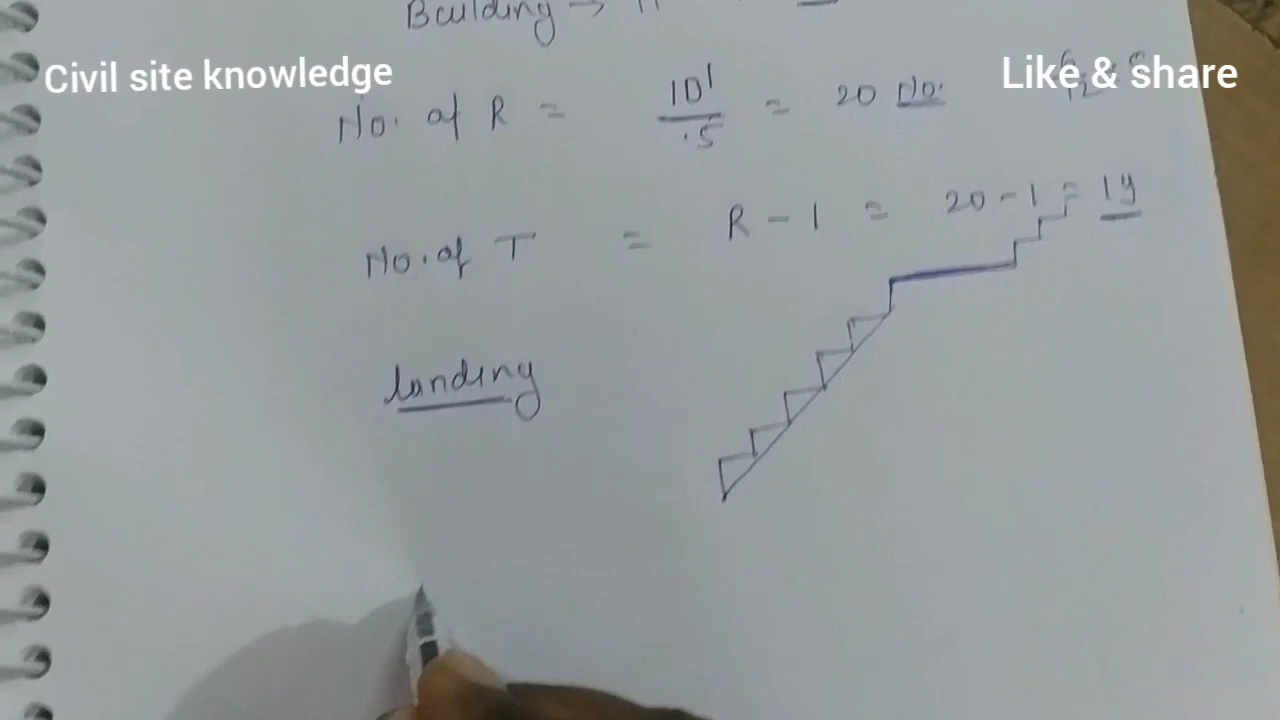 Building →
Civil site knowledge
Like & share
No. of R = 10' / .5 = 20 No.
No. of T = R - 1 = 20 - 1 = 19
landing